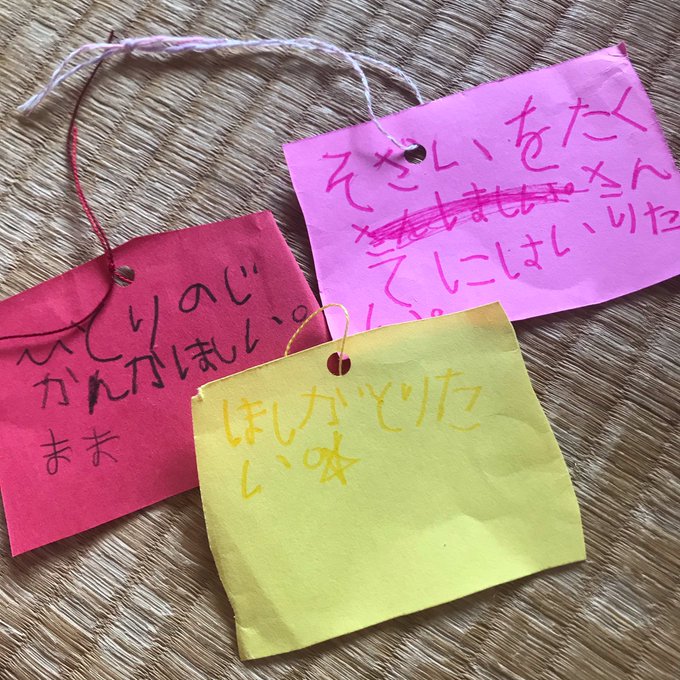 そざいをたく
さん
てにはいりた
い。
ひとりのじ
かんがほしい。
まま
ほしがとりた
い。☆